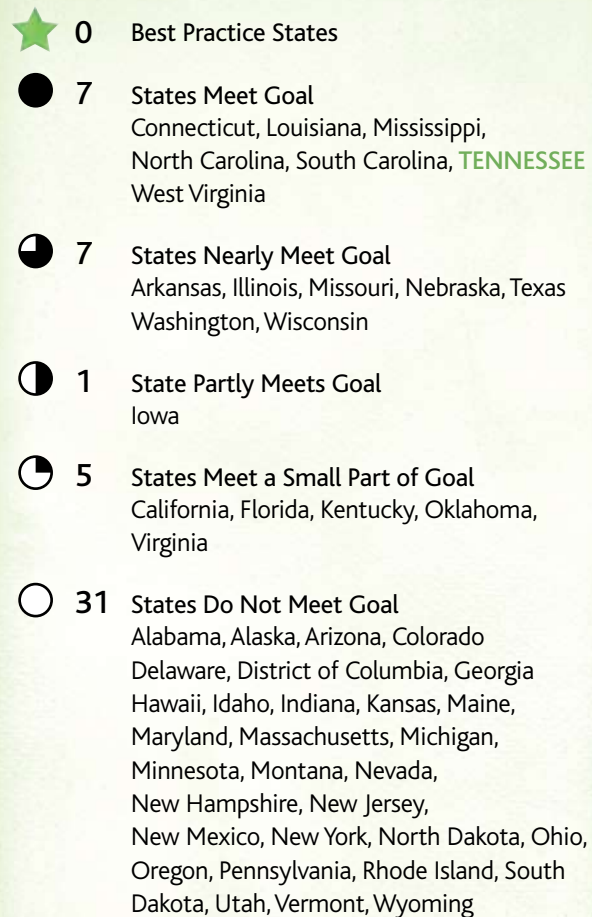 0 Best Practice States
7 States Meet Goal
Connecticut, Louisiana, Mississippi,
North Carolina, South Carolina, TENNESSEE
West Virginia
7 States Nearly Meet Goal
Arkansas, Illinois, Missouri, Nebraska, Texas
Washington, Wisconsin
1 State Partly Meets Goal
Iowa
5 States Meet a Small Part of Goal
California, Florida, Kentucky, Oklahoma,
Virginia
31 States Do Not Meet Goal
Alabama, Alaska, Arizona, Colorado
Delaware, District of Columbia, Georgia
Hawaii, Idaho, Indiana, Kansas, Maine,
Maryland, Massachusetts, Michigan,
Minnesota, Montana, Nevada,
New Hampshire, New Jersey,
New Mexico, New York, North Dakota, Ohio,
Oregon, Pennsylvania, Rhode Island, South
Dakota, Utah, Vermont, Wyoming